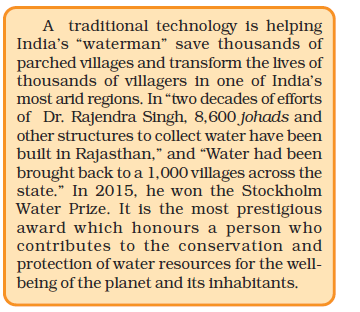 A traditional technology is helping
India's "waterman" save thousands of
parched villages and transform the lives of
thousands of villagers in one of India's
most arid regions. In "two decades of efforts
of Dr. Rajendra Singh, 8,600 johads and
other structures to collect water have been
built in Rajasthan," and "Water had been
brought back to a 1,000 villages across the
state." In 2015, he won the Stockholm
Water Prize. It is the most prestigious
award which honours a person who
contributes to the conservation and
protection of water resources for the well-
being of the planet and its inhabitants.